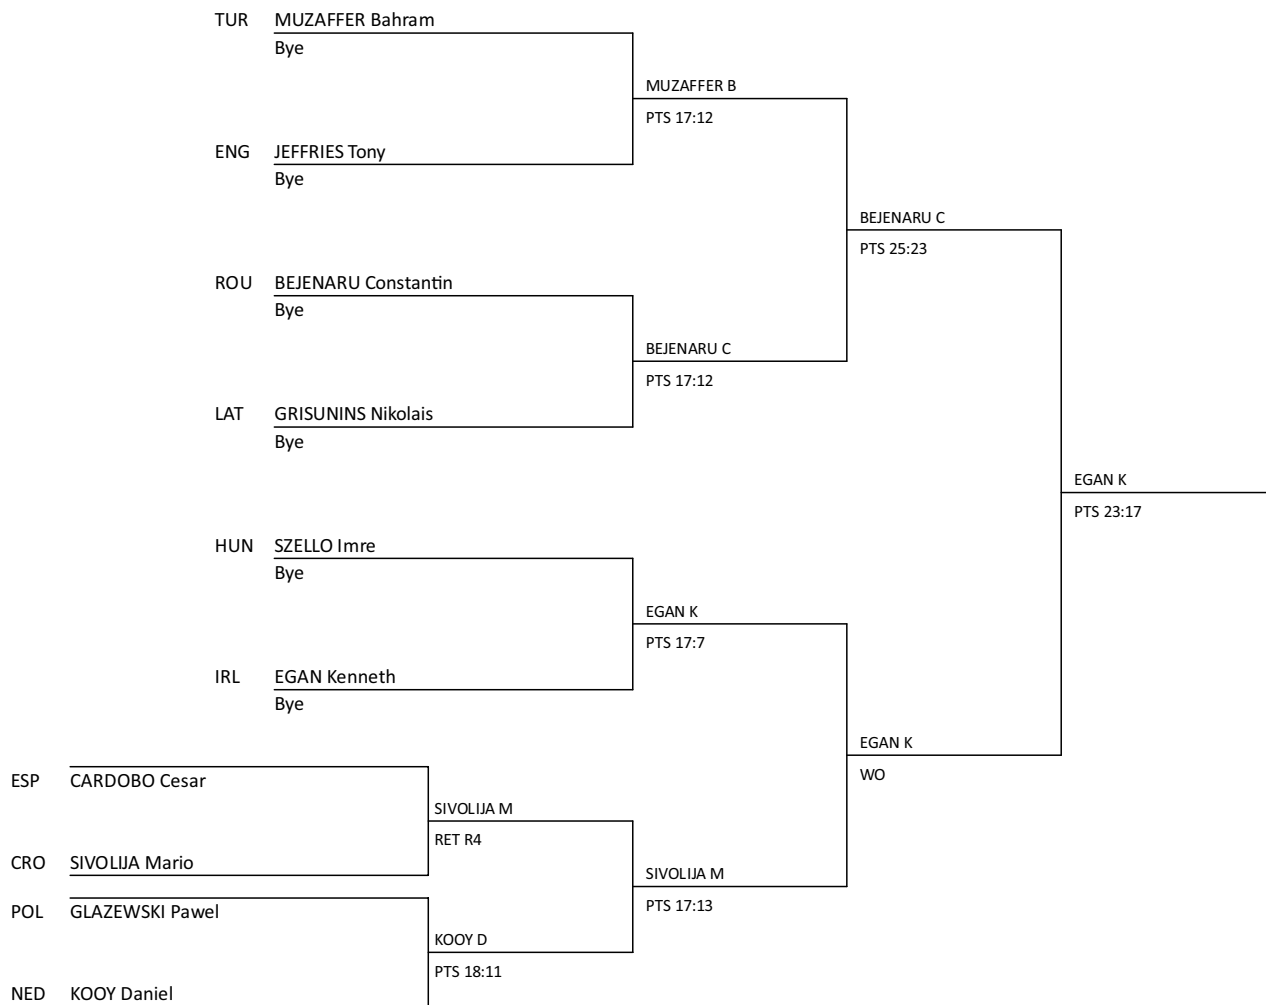 TUR MUZAFFER Bahram
Bye
MUZAFFER B
PTS 17:12
ENG JEFFRIES Tony
Bye
BEJENARU C
PTS 25:23
ROU BEJENARU Constantin
Bye
BEJENARU C
PTS 17:12
LAT GRISUNINS Nikolais
Bye
EGAN K
PTS 23:17
HUN SZELLO Imre
Bye
EGAN K
PTS 17:7
IRL EGAN Kenneth
Bye
EGAN K
WO
ESP CARDOBO Cesar
SIVOLIJA M
RET R4
CRO SIVOLIJA Mario
SIVOLIJA M
PTS 17:13
POL GLAZEWSKI Pawel
KOOY D
PTS 18:11
NED KOOY Daniel